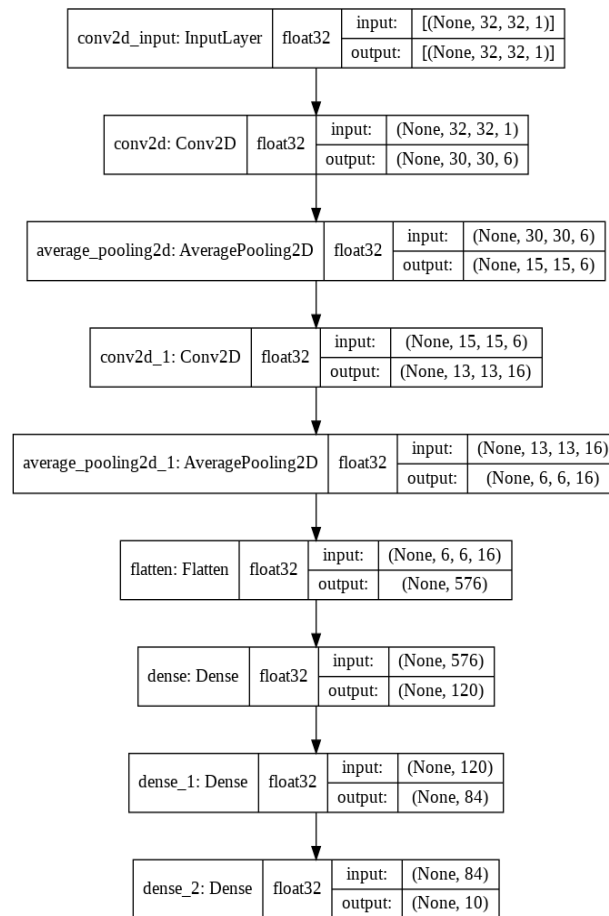 conv2d_input: InputLayer float32 input: [(None, 32, 32, 1)]
output: [(None, 32, 32, 1)]
conv2d: Conv2D float32 input: (None, 32, 32, 1)
output: (None, 30, 30, 6)
average_pooling2d: AveragePooling2D float32 input: (None, 30, 30, 6)
output: (None, 15, 15, 6)
conv2d_1: Conv2D float32 input: (None, 15, 15, 6)
output: (None, 13, 13, 16)
average_pooling2d_1: AveragePooling2D float32 input: (None, 13, 13, 16)
output: (None, 6, 6, 16)
flatten: Flatten float32 input: (None, 6, 6, 16)
output: (None, 576)
dense: Dense float32 input: (None, 576)
output: (None, 120)
dense_1: Dense float32 input: (None, 120)
output: (None, 84)
dense_2: Dense float32 input: (None, 84)
output: (None, 10)